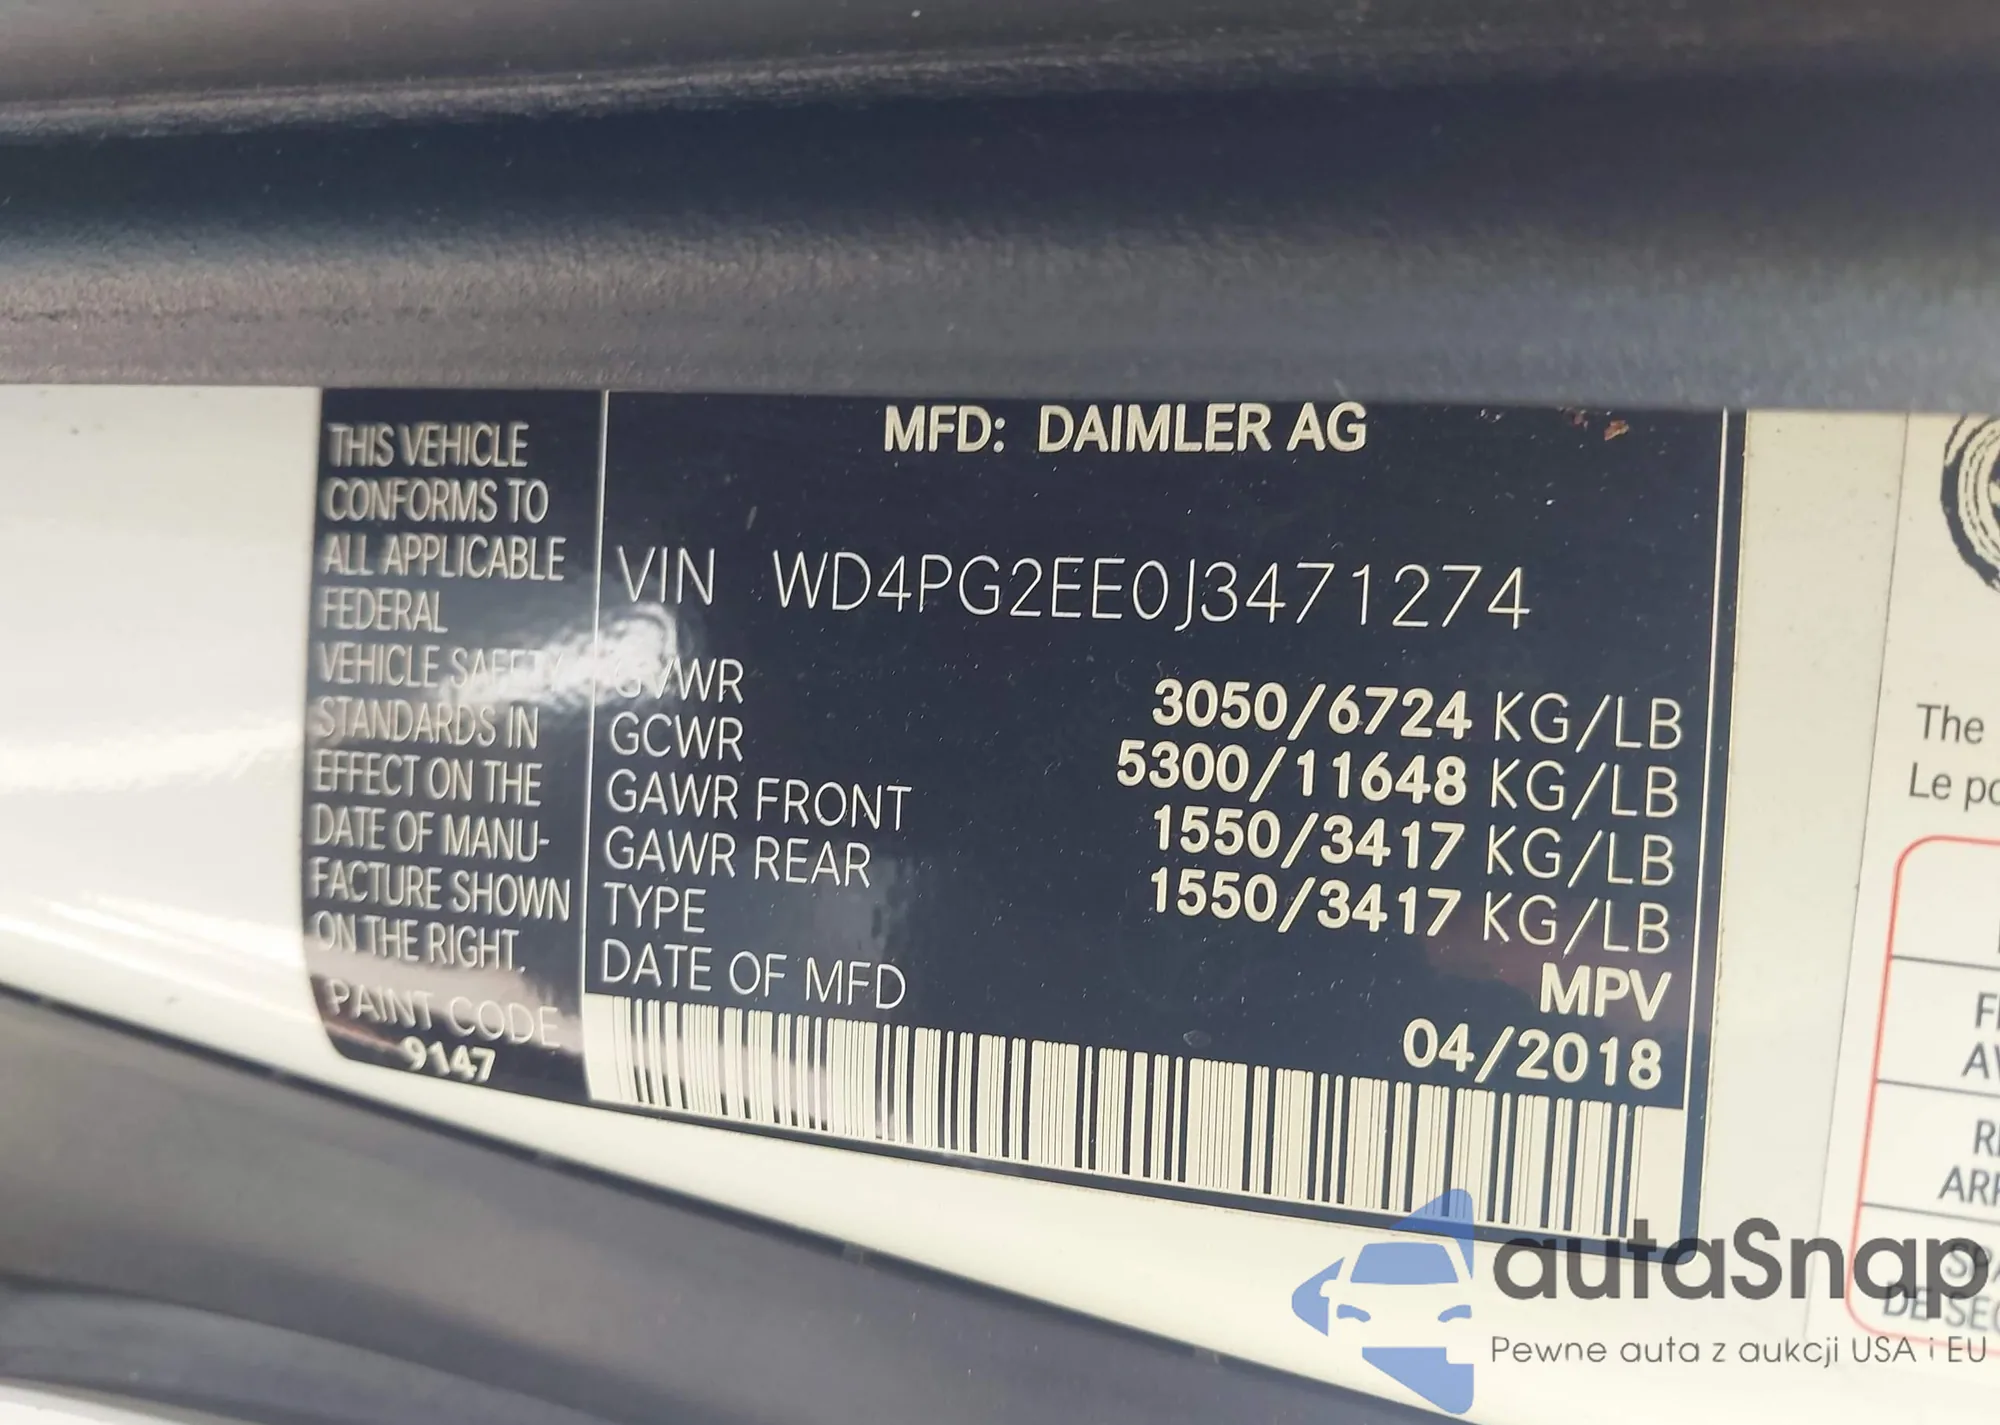 THIS VEHICLE
CONFORMS TO
ALL APPLICABLE
FEDERAL
VEHICLE SAFETY
STANDARDS IN
EFFECT ON THE
DATE OF MANU-
FACTURE SHOWN
ON THE RIGHT.
PAINT CODE
9147
MFD: DAIMLER AG
VIN WD4PG2EE0J3471274
GVWR 3050/6724 KG/LB
GCWR 5300/11648 KG/LB
GAWR FRONT 1550/3417 KG/LB
GAWR REAR 1550/3417 KG/LB
TYPE MPV
DATE OF MFD 04/2018
The
Le
DE
autaSnap
Pewne auta z aukcji USA i EU